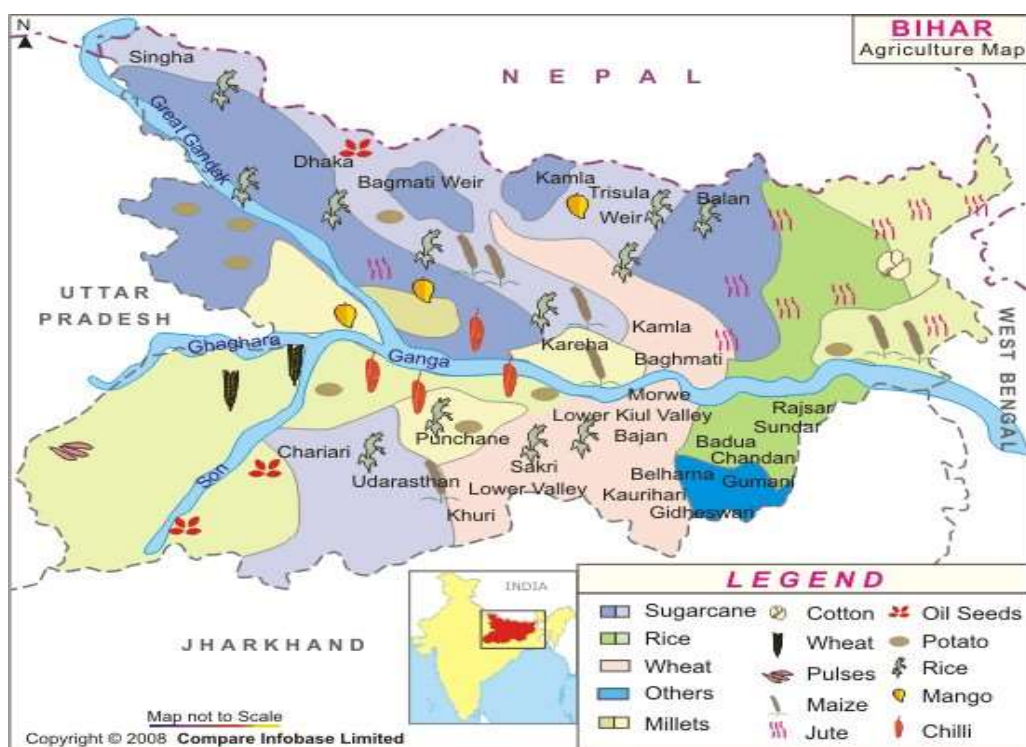 N
BIHAR
Agriculture Map
NEPAL
Singha
Great Gandak
Dhaka
Bagmati Weir
Kamla
Trisula
Weir
Balan
UTTAR
PRADESH
Ghaghara
Ganga
Kareha
Kamla
Baghmati
WEST BENGAL
Morwe
Lower Kiul Valley
Bajan
Rajsar
Sundar
Badua
Chandan
Punchane
Chariari
Udarasthan
Sakri
Lower Valley
Khuri
Belharna
Gumani
Kaurihari
Gidheswan
Son
JHARKHAND
INDIA
LEGEND
Sugarcane
Rice
Wheat
Others
Millets
Cotton
Wheat
Pulses
Maize
Jute
Oil Seeds
Potato
Rice
Mango
Chilli
Map not to Scale
Copyright © 2008 Compare Infobase Limited